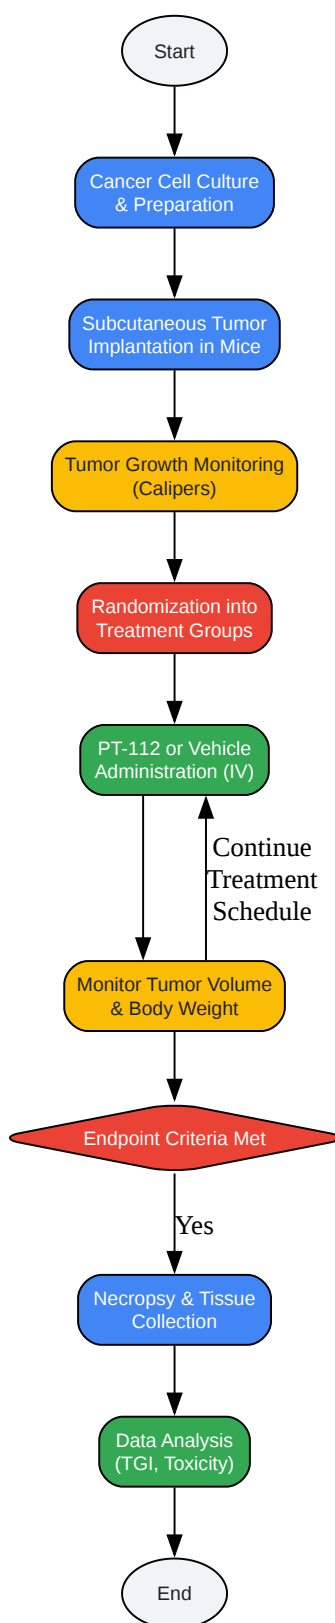 Start
Cancer Cell Culture
& Preparation
Subcutaneous Tumor
Implantation in Mice
Tumor Growth Monitoring
(Calipers)
Randomization into
Treatment Groups
PT-112 or Vehicle
Administration (IV)
Continue
Treatment
Schedule
Monitor Tumor Volume
& Body Weight
Endpoint Criteria Met
Yes
Necropsy & Tissue
Collection
Data Analysis
(TGI, Toxicity)
End